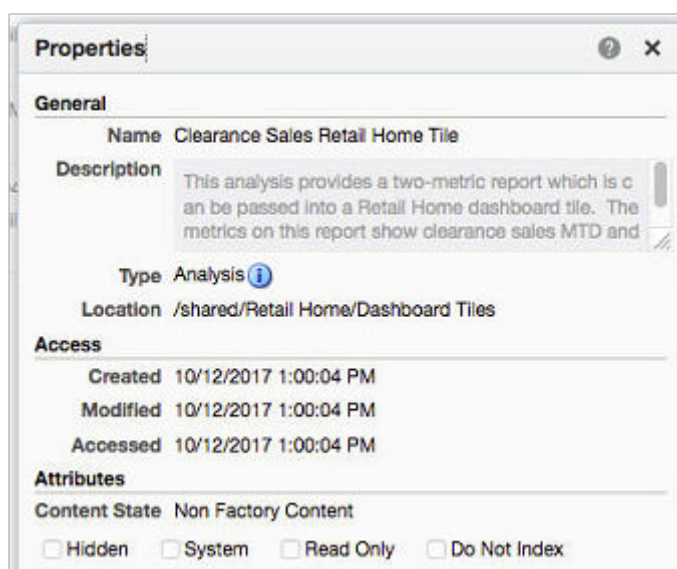 Properties
General
Name Clearance Sales Retail Home Tile
Description This analysis provides a two-metric report which is c
an be passed into a Retail Home dashboard tile. The
metrics on this report show clearance sales MTD and
Type Analysis
Location /shared/Retail Home/Dashboard Tiles
Access
Created 10/12/2017 1:00:04 PM
Modified 10/12/2017 1:00:04 PM
Accessed 10/12/2017 1:00:04 PM
Attributes
Content State Non Factory Content
Hidden System Read Only Do Not Index